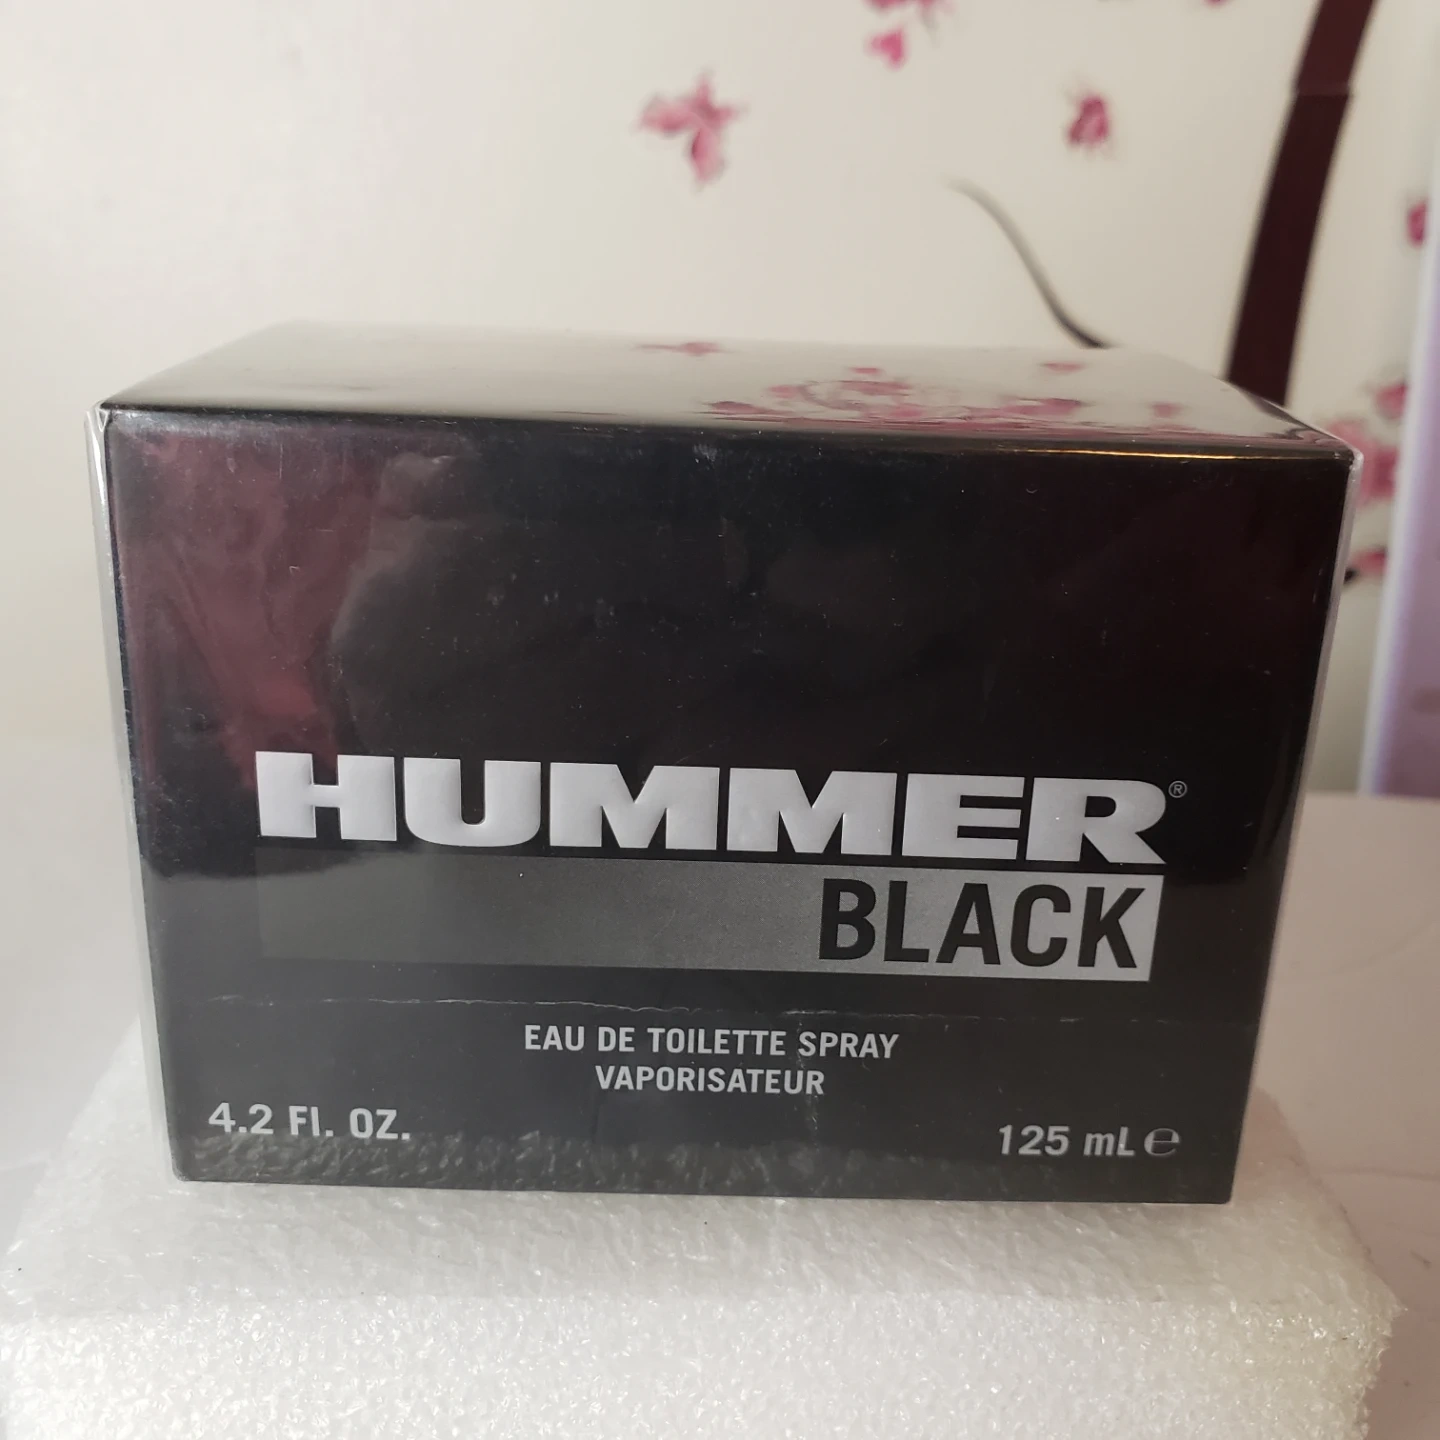 HUMMER®
BLACK
EAU DE TOILETTE SPRAY
VAPORISATEUR
4.2 Fl. OZ.
125 mL ℮